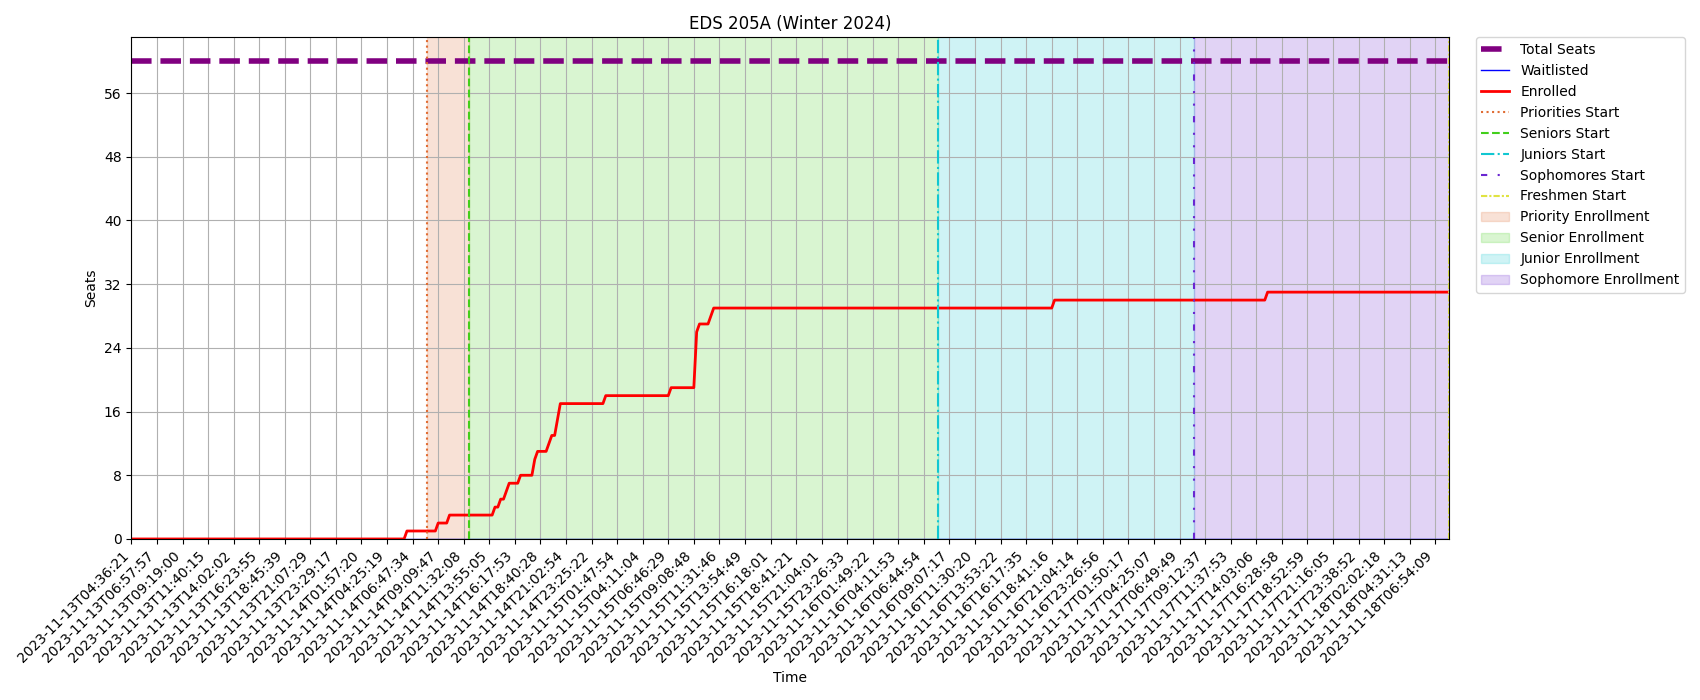 EDS 205A (Winter 2024)
Total Seats
Waitlisted
Enrolled
Priorities Start
Seniors Start
Juniors Start
Sophomores Start
Freshmen Start
Priority Enrollment
Senior Enrollment
Junior Enrollment
Sophomore Enrollment
Seats
56
48
40
32
24
16
8
0
2023-11-13T04:36:21
2023-11-13T06:57:57
2023-11-13T09:19:00
2023-11-13T11:40:15
2023-11-13T14:02:02
2023-11-13T16:23:55
2023-11-13T18:45:39
2023-11-13T21:07:29
2023-11-13T23:29:17
2023-11-14T01:57:20
2023-11-14T04:25:19
2023-11-14T06:47:34
2023-11-14T09:09:47
2023-11-14T11:32:08
2023-11-14T13:55:05
2023-11-14T16:17:53
2023-11-14T18:40:28
2023-11-14T21:02:54
2023-11-14T23:25:22
2023-11-15T01:47:54
2023-11-15T04:11:04
2023-11-15T06:46:29
2023-11-15T09:08:48
2023-11-15T11:31:46
2023-11-15T13:54:49
2023-11-15T16:18:01
2023-11-15T18:41:21
2023-11-15T21:04:01
2023-11-15T23:26:33
2023-11-16T01:49:22
2023-11-16T04:11:53
2023-11-16T06:44:54
2023-11-16T09:07:17
2023-11-16T11:30:20
2023-11-16T13:53:22
2023-11-16T16:17:35
2023-11-16T18:41:16
2023-11-16T21:04:14
2023-11-16T23:26:56
2023-11-17T01:50:17
2023-11-17T04:25:07
2023-11-17T06:49:49
2023-11-17T09:12:37
2023-11-17T11:37:53
2023-11-17T14:03:06
2023-11-17T16:28:58
2023-11-17T18:52:59
2023-11-17T21:16:05
2023-11-17T23:38:52
2023-11-18T02:02:18
2023-11-18T04:31:13
2023-11-18T06:54:09
Time